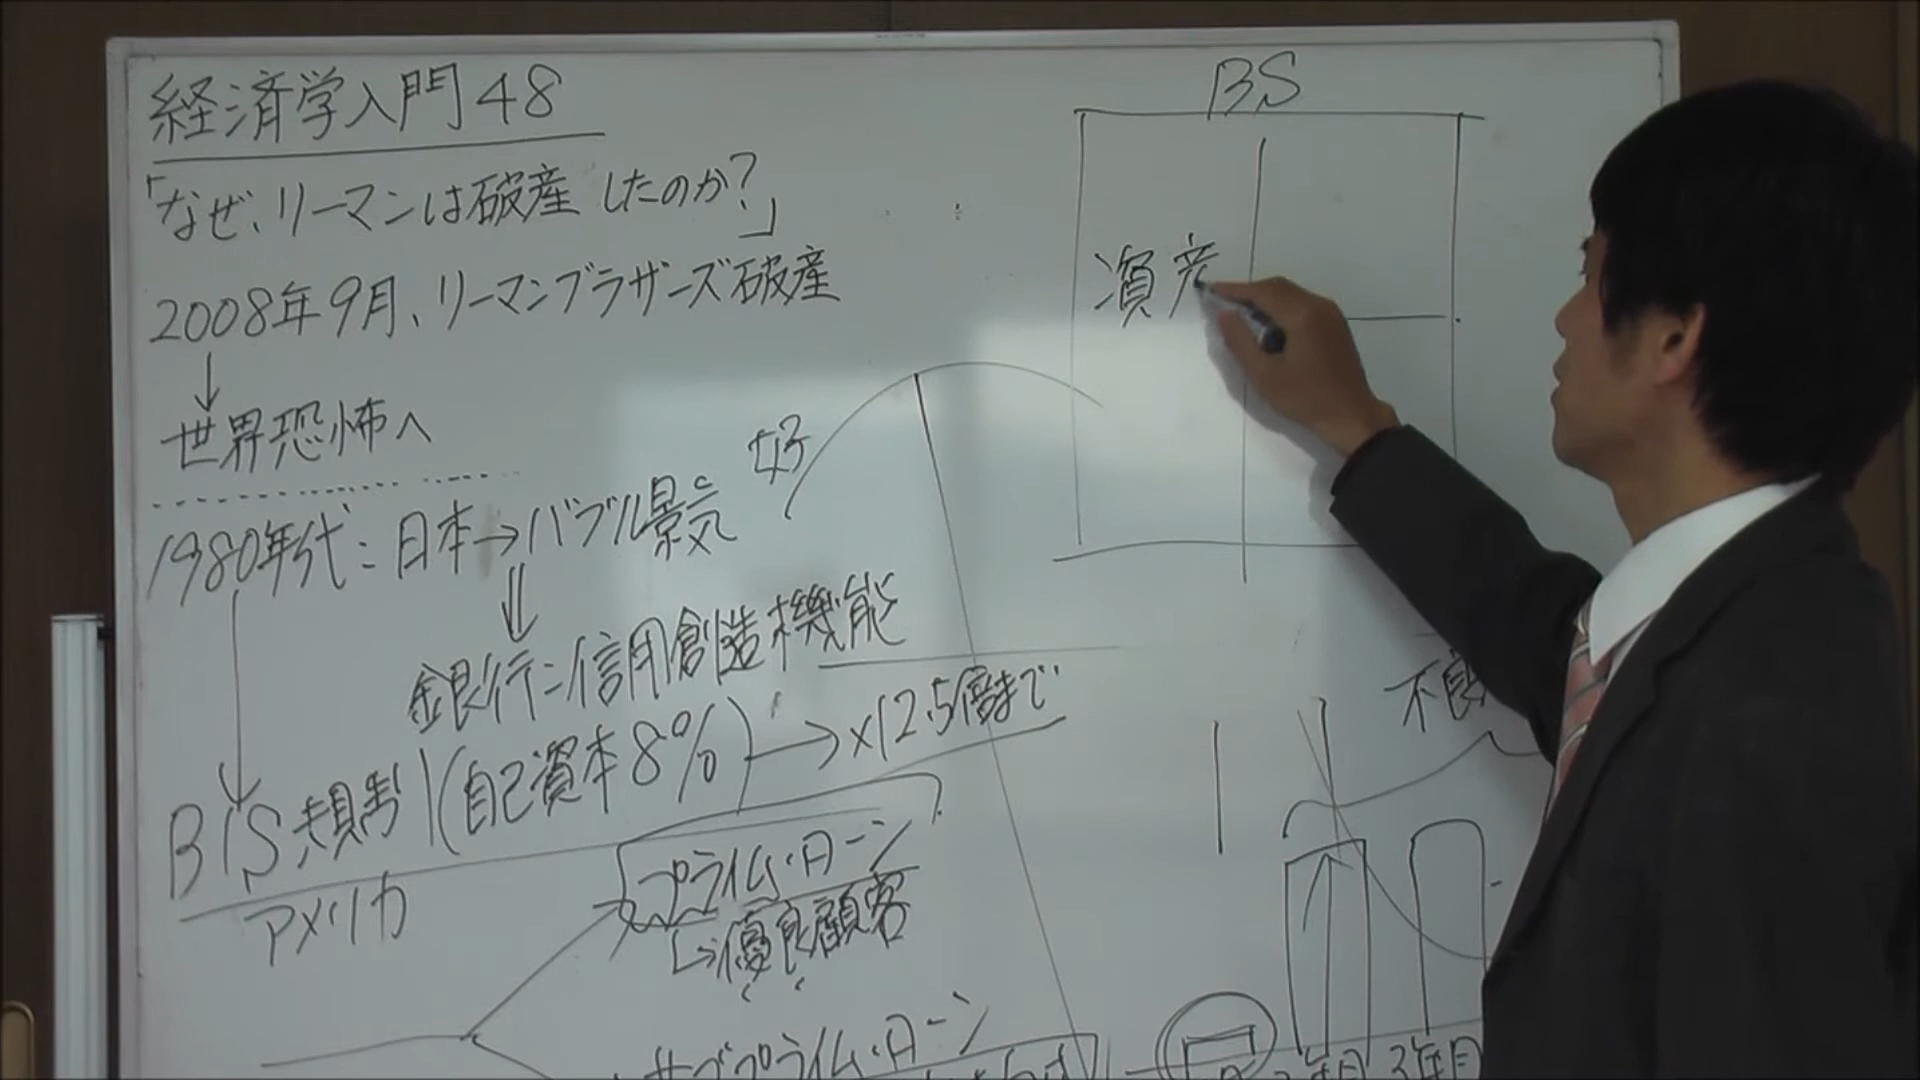 経済学入門48
「なぜ、リーマンは破産したのか?」
2008年9月、リーマンブラザーズ破産
↓
世界恐怖へ
1980年代:日本→バブル景気
⇓
銀行:信用創造機能
BIS規制(自己資本8%)→×12.5倍まで
アメリカ
プライム・ローン
↳優良顧客
サブプライム・ローン
好
BS
資産
不良
2年目 3年目